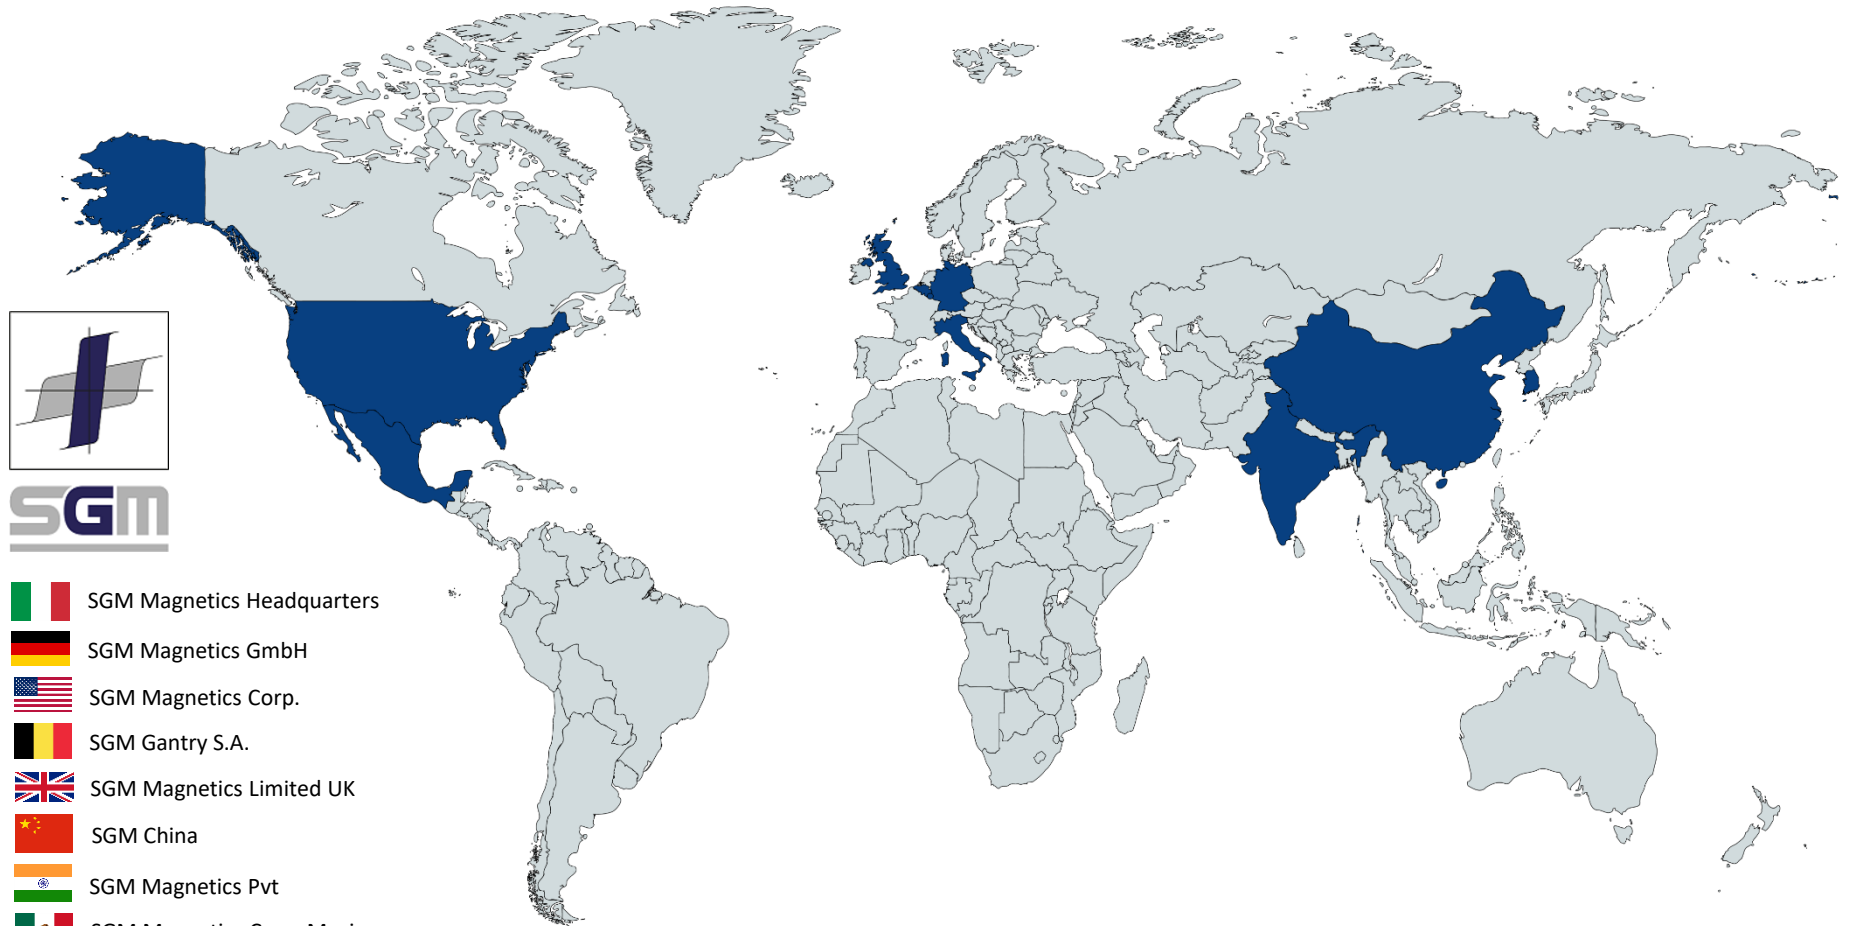 SGM
SGM Magnetics Headquarters
SGM Magnetics GmbH
SGM Magnetics Corp.
SGM Gantry S.A.
SGM Magnetics Limited UK
SGM China
SGM Magnetics Pvt